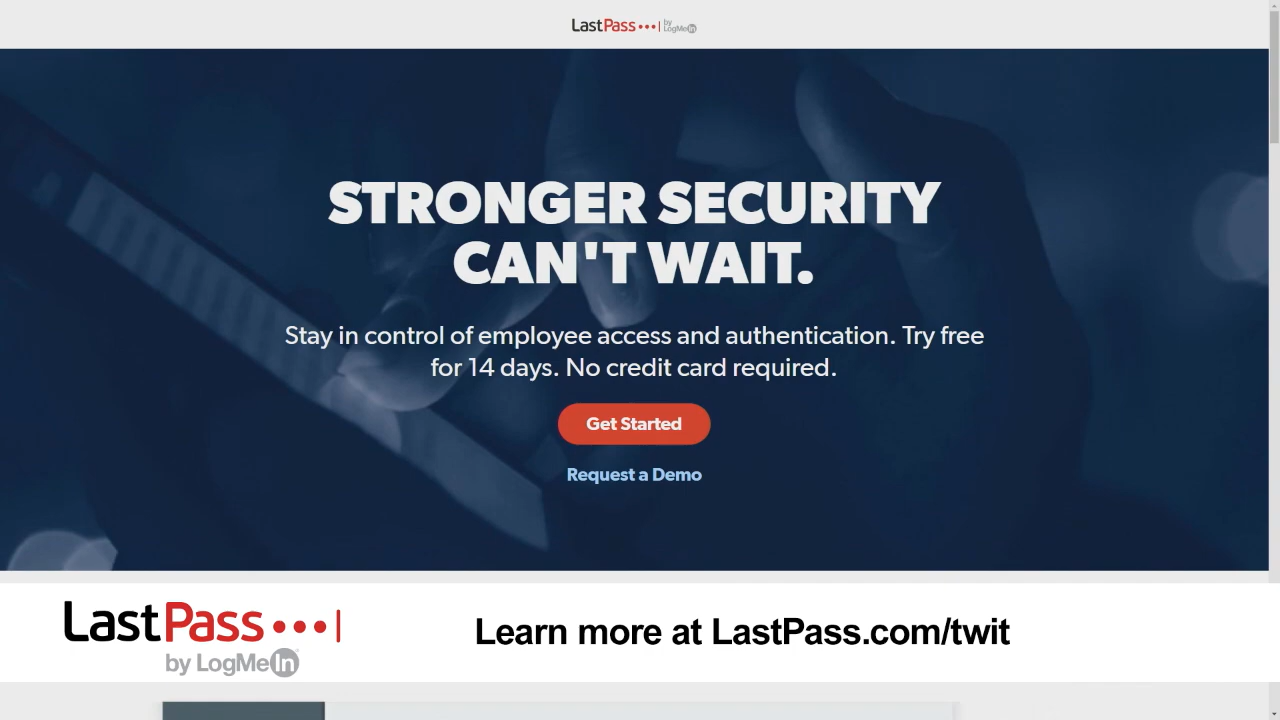 LastPass •••| by LogMeIn
STRONGER SECURITY
CAN'T WAIT.
Stay in control of employee access and authentication. Try free
for 14 days. No credit card required.
Get Started
Request a Demo
LastPass •••|
by LogMeIn
Learn more at LastPass.com/twit